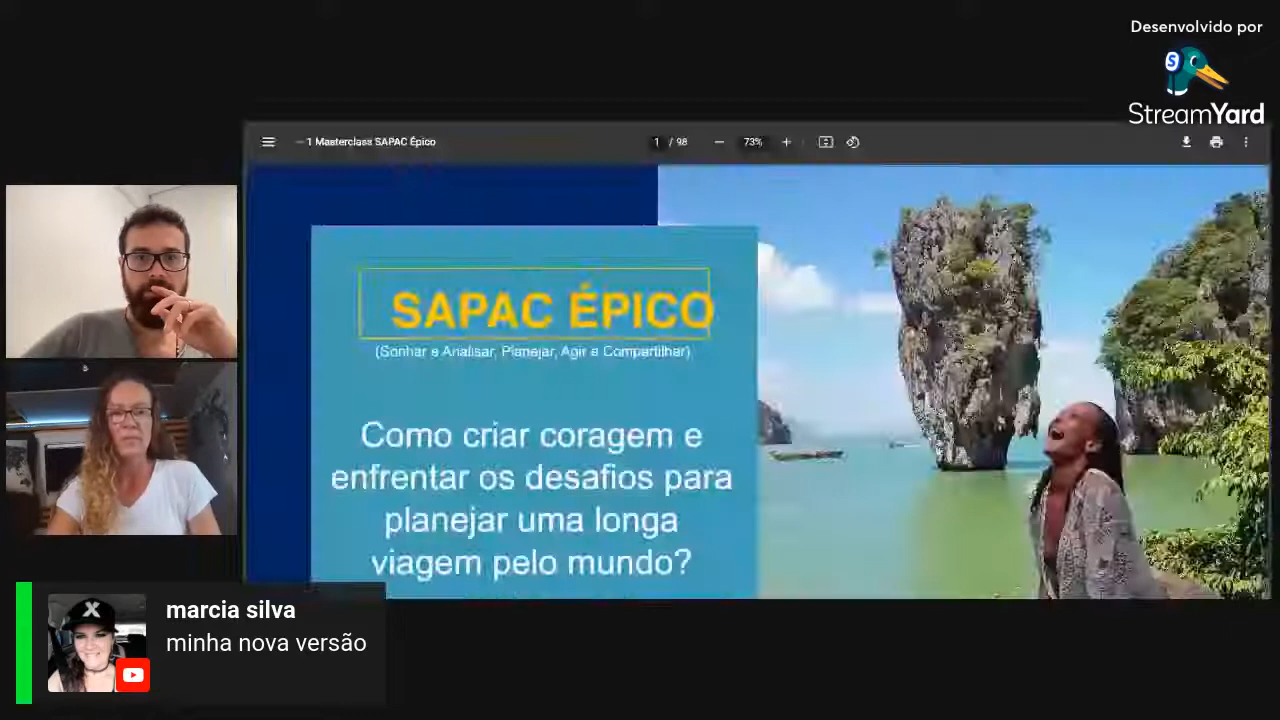 Desenvolvido por
StreamYard
1 Masterclass SAPAC Épico
1 / 98
73%
SAPAC ÉPICO
(Sonhar e Analisar, Planejar, Agir e Compartilhar)
Como criar coragem e
enfrentar os desafios para
planejar uma longa
viagem pelo mundo?
marcia silva
minha nova versão